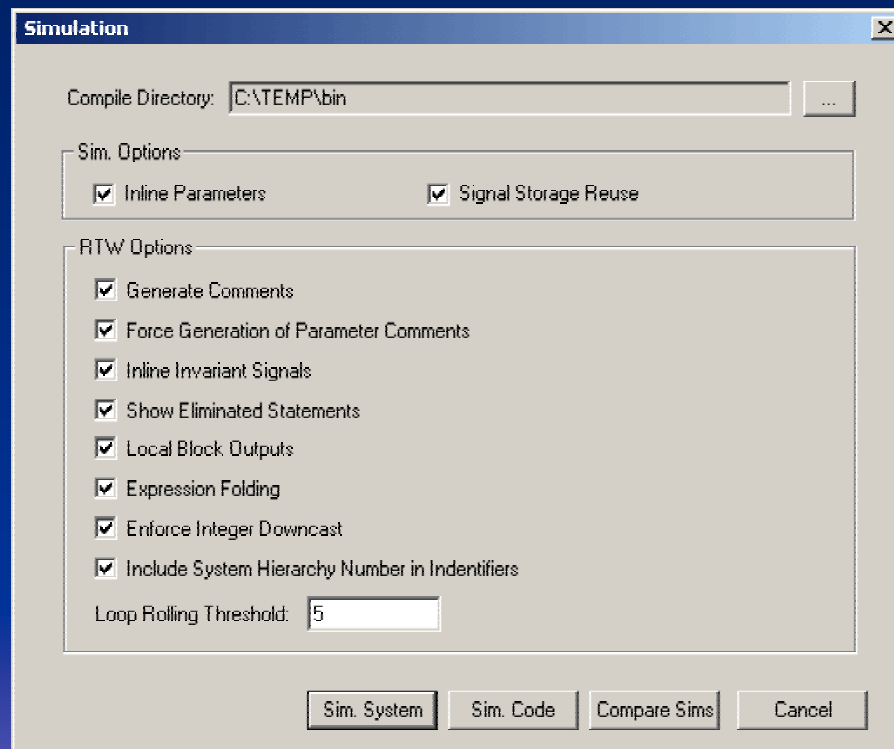 Simulation
Compile Directory: C:\TEMP\bin ...
Sim. Options
Inline Parameters Signal Storage Reuse
RTW Options
Generate Comments
Force Generation of Parameter Comments
Inline Invariant Signals
Show Eliminated Statements
Local Block Outputs
Expression Folding
Enforce Integer Downcast
Include System Hierarchy Number in Indentifiers
Loop Rolling Threshold: 5
Sim. System Sim. Code Compare Sims Cancel